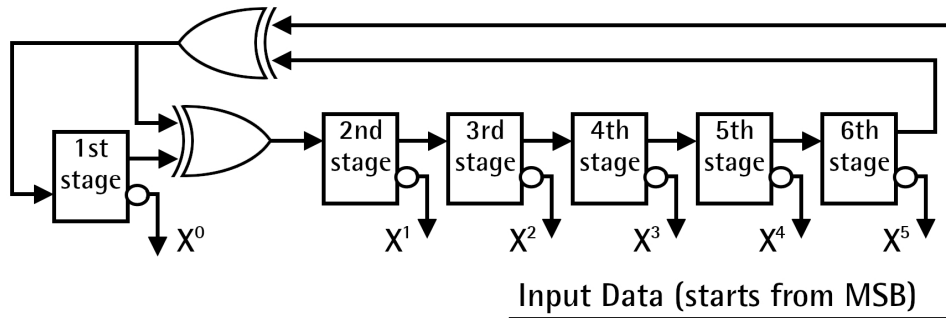 1st
stage
2nd
stage
3rd
stage
4th
stage
5th
stage
6th
stage
X⁰
X¹
X²
X³
X⁴
X⁵
Input Data (starts from MSB)